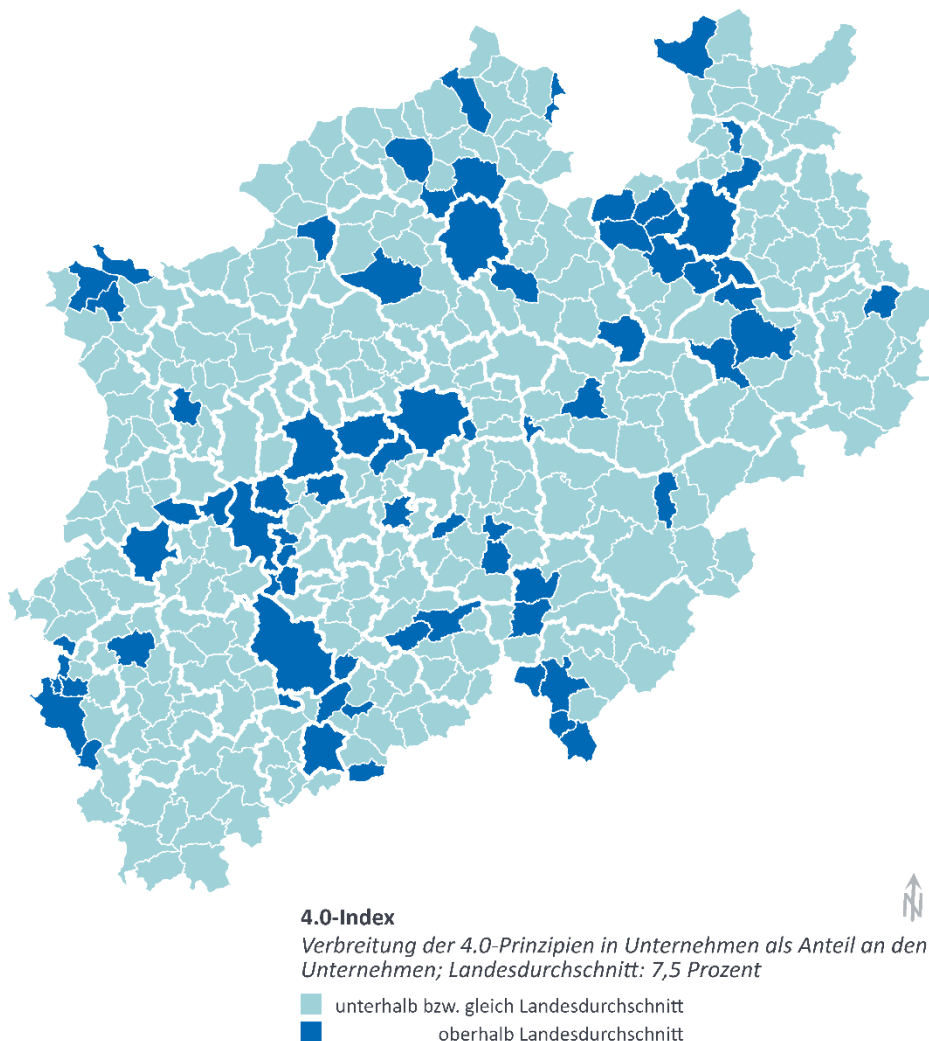 N
4.0-Index
Verbreitung der 4.0-Prinzipien in Unternehmen als Anteil an den
Unternehmen; Landesdurchschnitt: 7,5 Prozent
unterhalb bzw. gleich Landesdurchschnitt
oberhalb Landesdurchschnitt